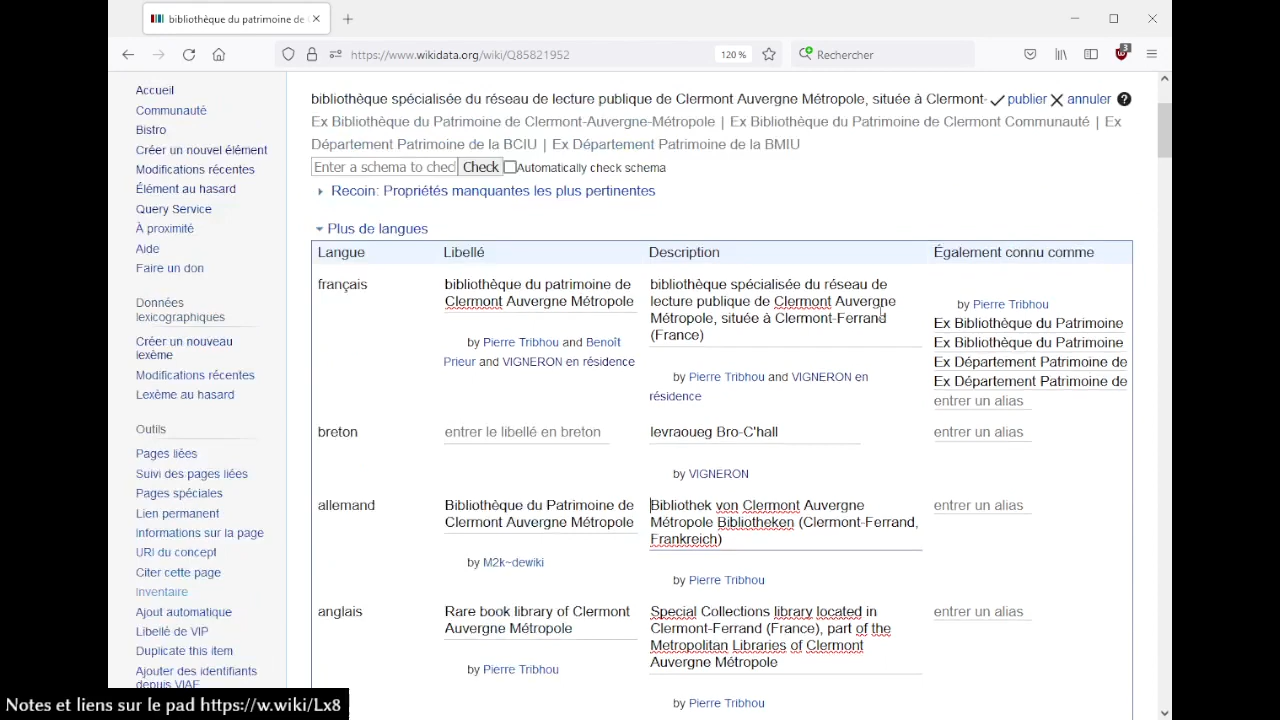 bibliothèque du patrimoine de
https://www.wikidata.org/wiki/Q85821952
120 %
Rechercher
3
Accueil
Communauté
Bistro
Créer un nouvel élément
Modifications récentes
Élément au hasard
Query Service
À proximité
Aide
Faire un don
Données
lexicographiques
Créer un nouveau
lexème
Modifications récentes
Lexème au hasard
Outils
Pages liées
Suivi des pages liées
Pages spéciales
Lien permanent
Informations sur la page
URI du concept
Citer cette page
Inventaire
Ajout automatique
Libellé de VIP
Duplicate this item
Ajouter des identifiants
depuis VIAF
bibliothèque spécialisée du réseau de lecture publique de Clermont Auvergne Métropole, située à Clermont- publier annuler ?
Ex Bibliothèque du Patrimoine de Clermont-Auvergne-Métropole | Ex Bibliothèque du Patrimoine de Clermont Communauté | Ex
Département Patrimoine de la BCIU | Ex Département Patrimoine de la BMIU
Enter a schema to chec Check Automatically check schema
Recoin: Propriétés manquantes les plus pertinentes
Plus de langues
Langue Libellé Description Également connu comme
français
bibliothèque du patrimoine de
Clermont Auvergne Métropole
by Pierre Tribhou and Benoît
Prieur and VIGNERON en résidence
bibliothèque spécialisée du réseau de
lecture publique de Clermont Auvergne
Métropole, située à Clermont-Ferrand
(France)
by Pierre Tribhou and VIGNERON en
résidence
by Pierre Tribhou
Ex Bibliothèque du Patrimoine
Ex Bibliothèque du Patrimoine
Ex Département Patrimoine de
Ex Département Patrimoine de
entrer un alias
breton
entrer le libellé en breton
levraoueg Bro-C'hall
by VIGNERON
entrer un alias
allemand
Bibliothèque du Patrimoine de
Clermont Auvergne Métropole
by M2k~dewiki
Bibliothek von Clermont Auvergne
Métropole Bibliotheken (Clermont-Ferrand,
Frankreich)
by Pierre Tribhou
entrer un alias
anglais
Rare book library of Clermont
Auvergne Métropole
by Pierre Tribhou
Special Collections library located in
Clermont-Ferrand (France), part of the
Metropolitan Libraries of Clermont
Auvergne Métropole
by Pierre Tribhou
entrer un alias
Notes et liens sur le pad https://w.wiki/Lx8